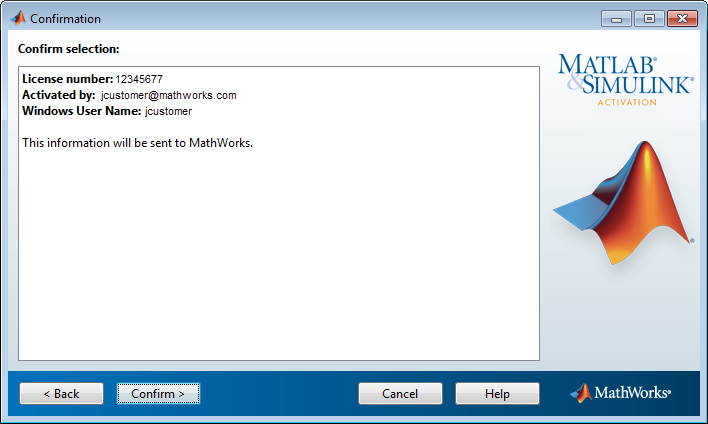 Confirmation
Confirm selection:
License number: 12345677
Activated by: jcustomer@mathworks.com
Windows User Name: jcustomer
This information will be sent to MathWorks.
MATLAB®
&SIMULINK®
ACTIVATION
®
< Back
Confirm >
Cancel
Help
MathWorks®